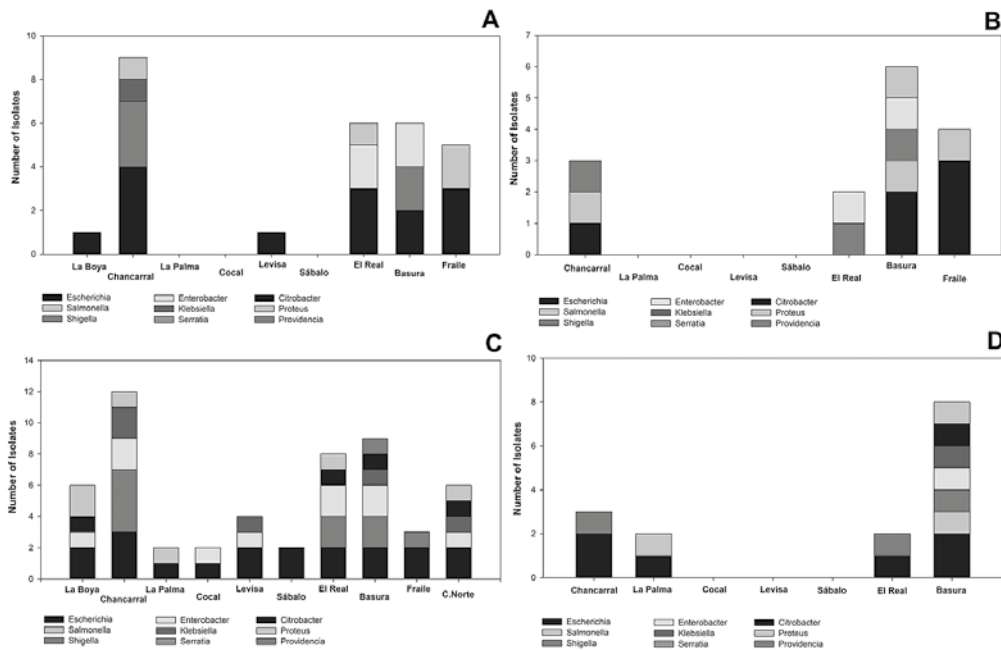 A
Number of Isolates
10
8
6
4
2
0
La Boya
Chancarral
La Palma
Cocal
Levisa
Sábalo
El Real
Basura
Fraile
Escherichia
Salmonella
Shigella
Enterobacter
Klebsiella
Serratia
Citrobacter
Proteus
Providencia
B
Number of Isolates
7
6
5
4
3
2
1
0
Chancarral
La Palma
Cocal
Levisa
Sábalo
El Real
Basura
Fraile
Escherichia
Salmonella
Shigella
Enterobacter
Klebsiella
Serratia
Citrobacter
Proteus
Providencia
C
Number of Isolates
14
12
10
8
6
4
2
0
La Boya
Chancarral
La Palma
Cocal
Levisa
Sábalo
El Real
Basura
Fraile
C.Norte
Escherichia
Salmonella
Shigella
Enterobacter
Klebsiella
Serratia
Citrobacter
Proteus
Providencia
D
Number of Isolates
10
8
6
4
2
0
Chancarral
La Palma
Cocal
Levisa
Sábalo
El Real
Basura
Escherichia
Salmonella
Shigella
Enterobacter
Klebsiella
Serratia
Citrobacter
Proteus
Providencia